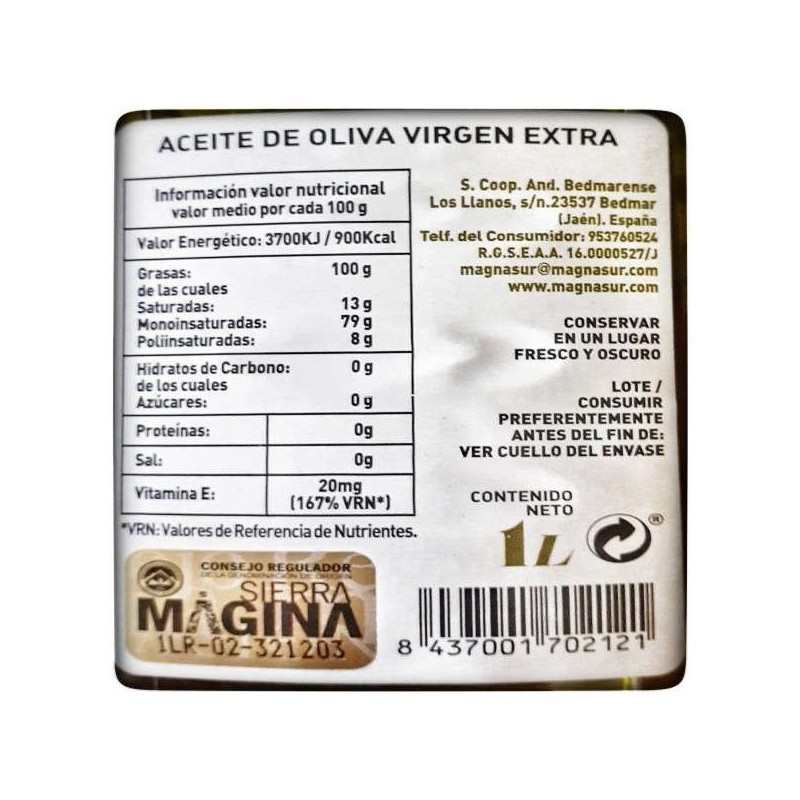 ACEITE DE OLIVA VIRGEN EXTRA
Información valor nutricional
valor medio por cada 100 g
Valor Energético: 3700KJ / 900Kcal
Grasas: 100 g
de las cuales
Saturadas: 13 g
Monoinsaturadas: 79 g
Poliinsaturadas: 8 g
Hidratos de Carbono: 0 g
de los cuales
Azúcares: 0 g
Proteínas: 0g
Sal: 0g
Vitamina E: 20mg
(167% VRN*)
*VRN: Valores de Referencia de Nutrientes.
S. Coop. And. Bedmarense
Los Llanos, s/n.23537 Bedmar
(Jaén). España
Telf. del Consumidor: 953760524
R.G.S.E.A.A. 16.0000527/J
magnasur@magnasur.com
www.magnasur.com
CONSERVAR
EN UN LUGAR
FRESCO Y OSCURO
LOTE /
CONSUMIR
PREFERENTEMENTE
ANTES DEL FIN DE:
VER CUELLO DEL ENVASE
CONTENIDO
NETO
1L
®
CONSEJO REGULADOR
DE LA DENOMINACIÓN DE ORIGEN
SIERRA
MÁGINA
1LR-02-321203
8 437001 702121